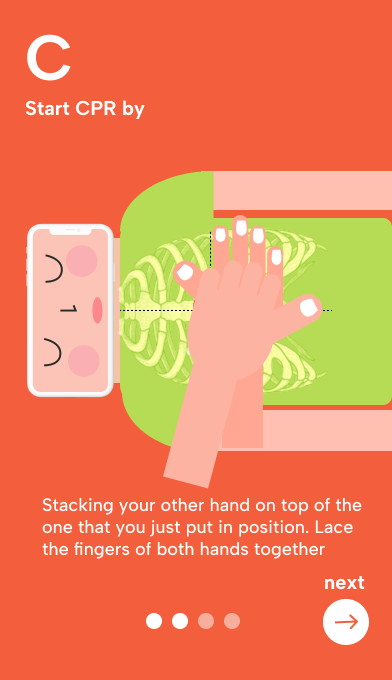 C
Start CPR by
Stacking your other hand on top of the
one that you just put in position. Lace
the fingers of both hands together
next